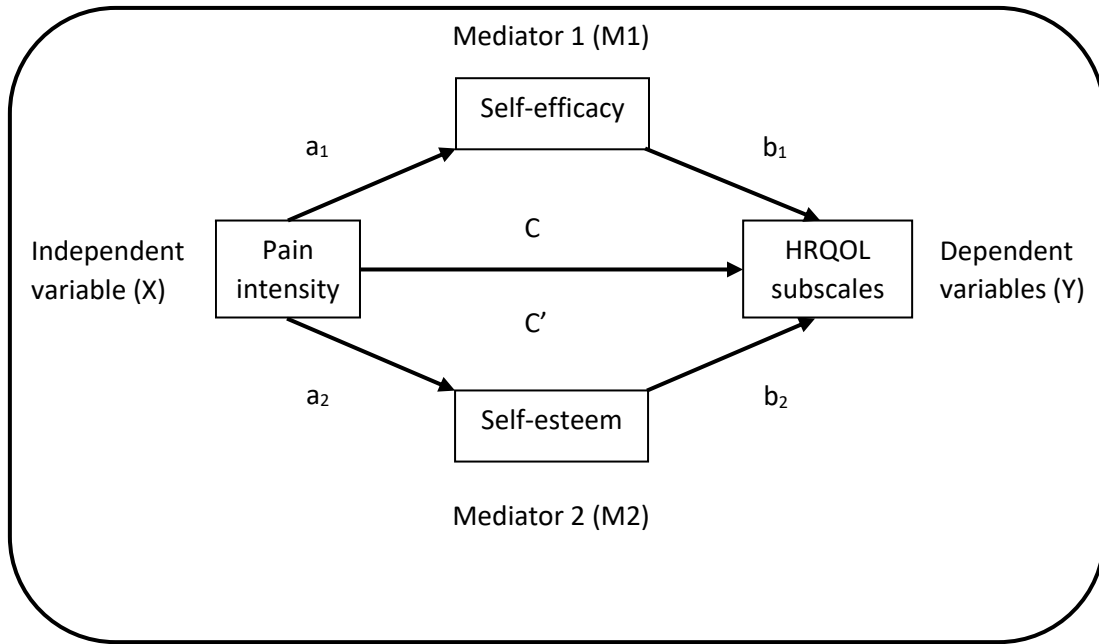 Mediator 1 (M1)
Self-efficacy
a₁
b₁
C
Independent
variable (X)
Pain
intensity
HRQOL
subscales
Dependent
variables (Y)
C’
a₂
b₂
Self-esteem
Mediator 2 (M2)